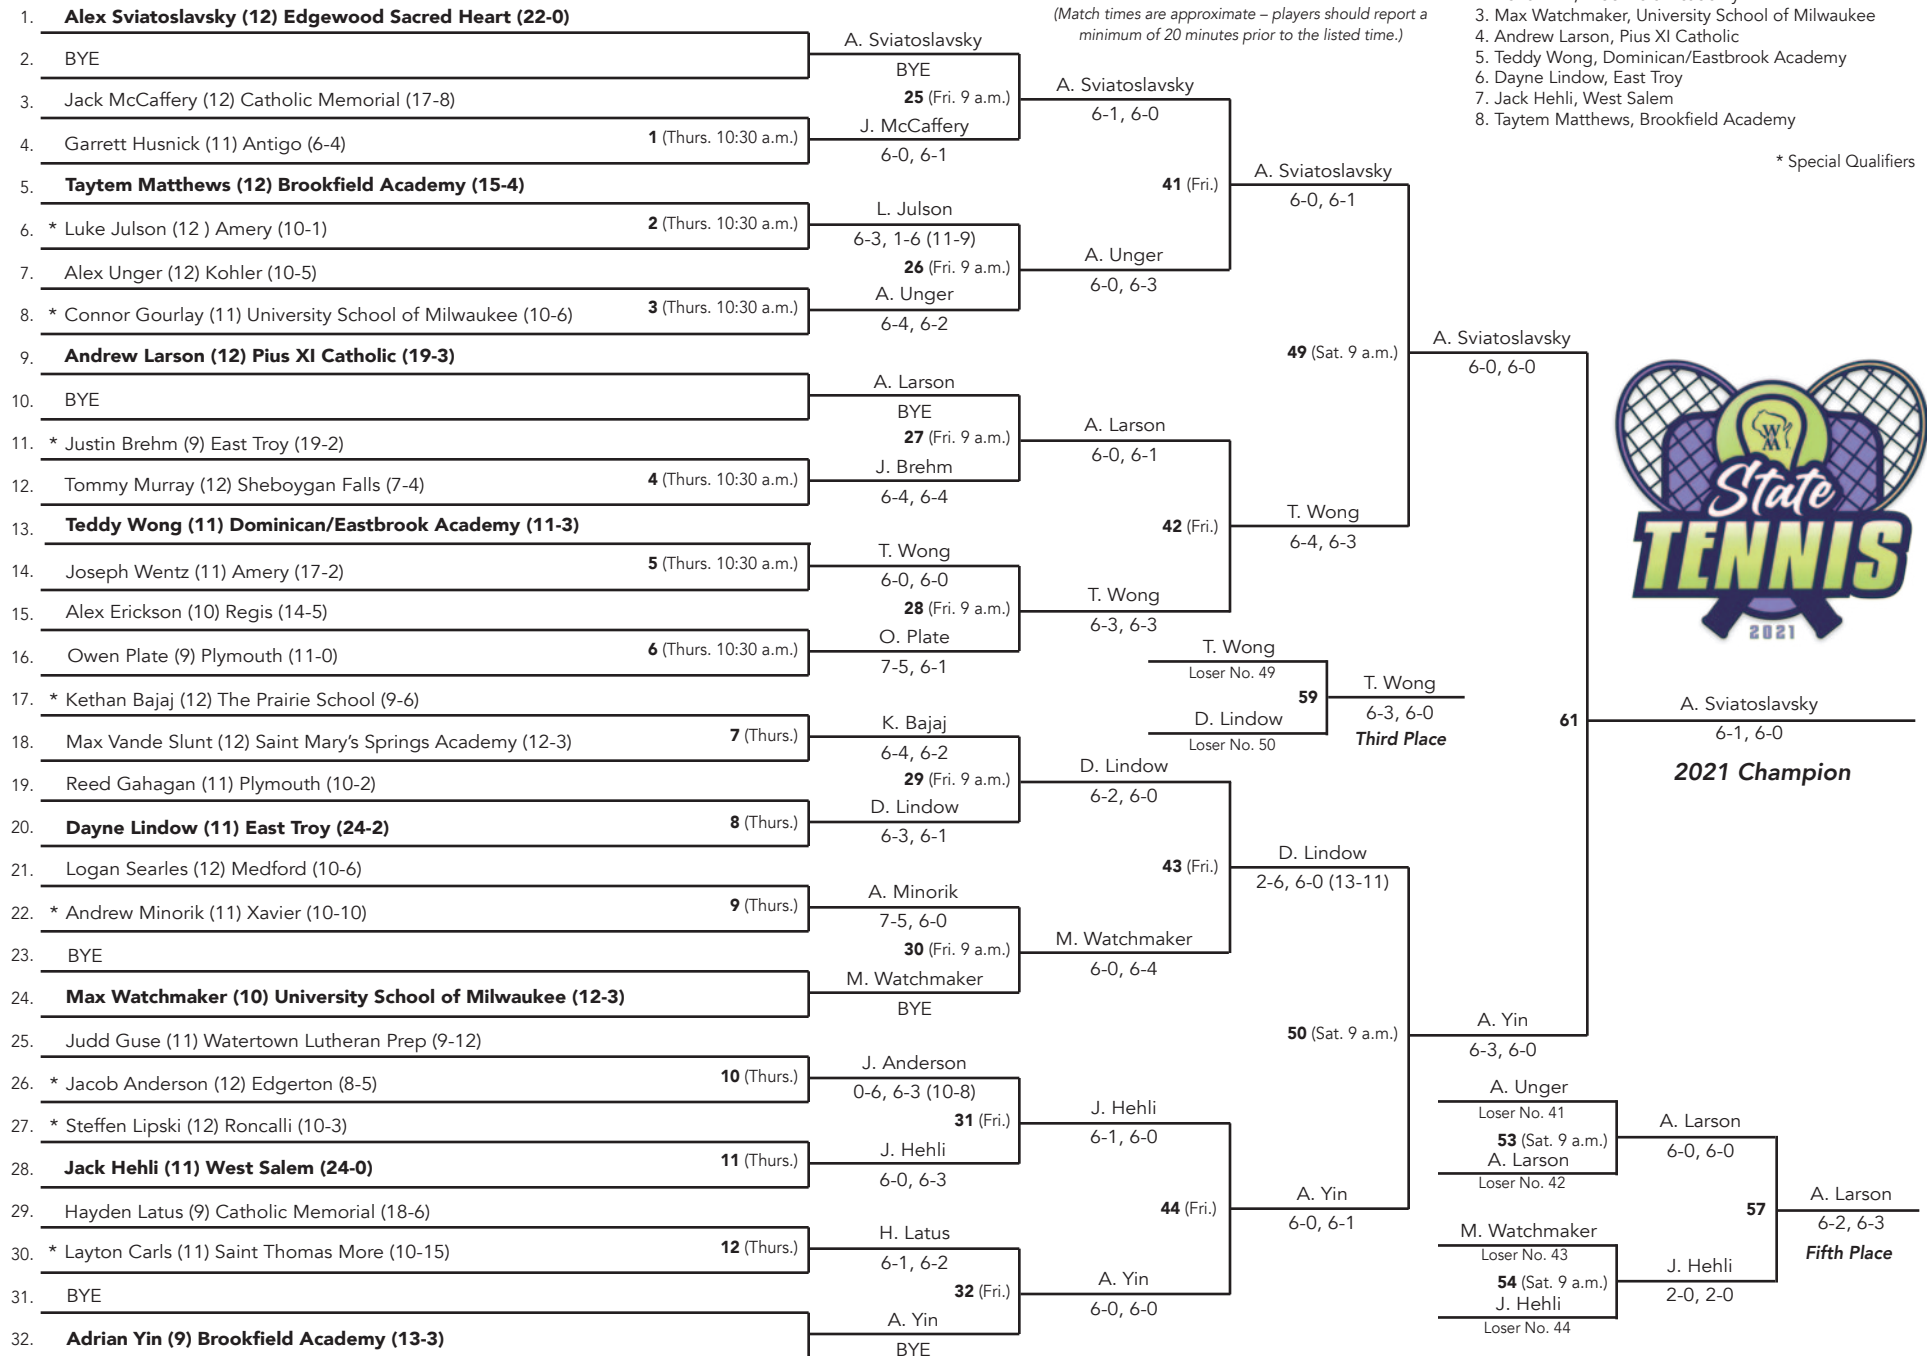 1. Alex Sviatoslavsky (12) Edgewood Sacred Heart (22-0)
2. BYE
3. Jack McCaffery (12) Catholic Memorial (17-8)
4. Garrett Husnick (11) Antigo (6-4)
5. Taytem Matthews (12) Brookfield Academy (15-4)
6. * Luke Julson (12 ) Amery (10-1)
7. Alex Unger (12) Kohler (10-5)
8. * Connor Gourlay (11) University School of Milwaukee (10-6)
9. Andrew Larson (12) Pius XI Catholic (19-3)
10. BYE
11. * Justin Brehm (9) East Troy (19-2)
12. Tommy Murray (12) Sheboygan Falls (7-4)
13. Teddy Wong (11) Dominican/Eastbrook Academy (11-3)
14. Joseph Wentz (11) Amery (17-2)
15. Alex Erickson (10) Regis (14-5)
16. Owen Plate (9) Plymouth (11-0)
17. * Kethan Bajaj (12) The Prairie School (9-6)
18. Max Vande Slunt (12) Saint Mary's Springs Academy (12-3)
19. Reed Gahagan (11) Plymouth (10-2)
20. Dayne Lindow (11) East Troy (24-2)
21. Logan Searles (12) Medford (10-6)
22. * Andrew Minorik (11) Xavier (10-10)
23. BYE
24. Max Watchmaker (10) University School of Milwaukee (12-3)
25. Judd Guse (11) Watertown Lutheran Prep (9-12)
26. * Jacob Anderson (12) Edgerton (8-5)
27. * Steffen Lipski (12) Roncalli (10-3)
28. Jack Hehli (11) West Salem (24-0)
29. Hayden Latus (9) Catholic Memorial (18-6)
30. * Layton Carls (11) Saint Thomas More (10-15)
31. BYE
32. Adrian Yin (9) Brookfield Academy (13-3)
1 (Thurs. 10:30 a.m.)
2 (Thurs. 10:30 a.m.)
3 (Thurs. 10:30 a.m.)
4 (Thurs. 10:30 a.m.)
5 (Thurs. 10:30 a.m.)
6 (Thurs. 10:30 a.m.)
7 (Thurs.)
8 (Thurs.)
9 (Thurs.)
10 (Thurs.)
11 (Thurs.)
12 (Thurs.)
A. Sviatoslavsky
BYE
25 (Fri. 9 a.m.)
J. McCaffery
6-0, 6-1
L. Julson
6-3, 1-6 (11-9)
26 (Fri. 9 a.m.)
A. Unger
6-4, 6-2
A. Larson
BYE
27 (Fri. 9 a.m.)
J. Brehm
6-4, 6-4
T. Wong
6-0, 6-0
28 (Fri. 9 a.m.)
O. Plate
7-5, 6-1
K. Bajaj
6-4, 6-2
29 (Fri. 9 a.m.)
D. Lindow
6-3, 6-1
A. Minorik
7-5, 6-0
30 (Fri. 9 a.m.)
M. Watchmaker
BYE
J. Anderson
0-6, 6-3 (10-8)
31 (Fri.)
J. Hehli
6-0, 6-3
H. Latus
6-1, 6-2
32 (Fri.)
A. Yin
BYE
(Match times are approximate – players should report a
minimum of 20 minutes prior to the listed time.)
A. Sviatoslavsky
6-1, 6-0
41 (Fri.)
A. Unger
6-0, 6-3
A. Larson
6-0, 6-1
42 (Fri.)
T. Wong
6-3, 6-3
D. Lindow
6-2, 6-0
43 (Fri.)
M. Watchmaker
6-0, 6-4
J. Hehli
6-1, 6-0
44 (Fri.)
A. Yin
6-0, 6-0
A. Sviatoslavsky
6-0, 6-1
49 (Sat. 9 a.m.)
T. Wong
6-4, 6-3
T. Wong
Loser No. 49
59
D. Lindow
Loser No. 50
T. Wong
6-3, 6-0
Third Place
D. Lindow
2-6, 6-0 (13-11)
50 (Sat. 9 a.m.)
A. Yin
6-0, 6-1
A. Sviatoslavsky
6-0, 6-0
61
A. Yin
6-3, 6-0
A. Sviatoslavsky
6-1, 6-0
2021 Champion
A. Unger
Loser No. 41
53 (Sat. 9 a.m.)
A. Larson
Loser No. 42
A. Larson
6-0, 6-0
57
M. Watchmaker
Loser No. 43
54 (Sat. 9 a.m.)
J. Hehli
Loser No. 44
J. Hehli
2-0, 2-0
A. Larson
6-2, 6-3
Fifth Place
3. Max Watchmaker, University School of Milwaukee
4. Andrew Larson, Pius XI Catholic
5. Teddy Wong, Dominican/Eastbrook Academy
6. Dayne Lindow, East Troy
7. Jack Hehli, West Salem
8. Taytem Matthews, Brookfield Academy
* Special Qualifiers
State
TENNIS
2021